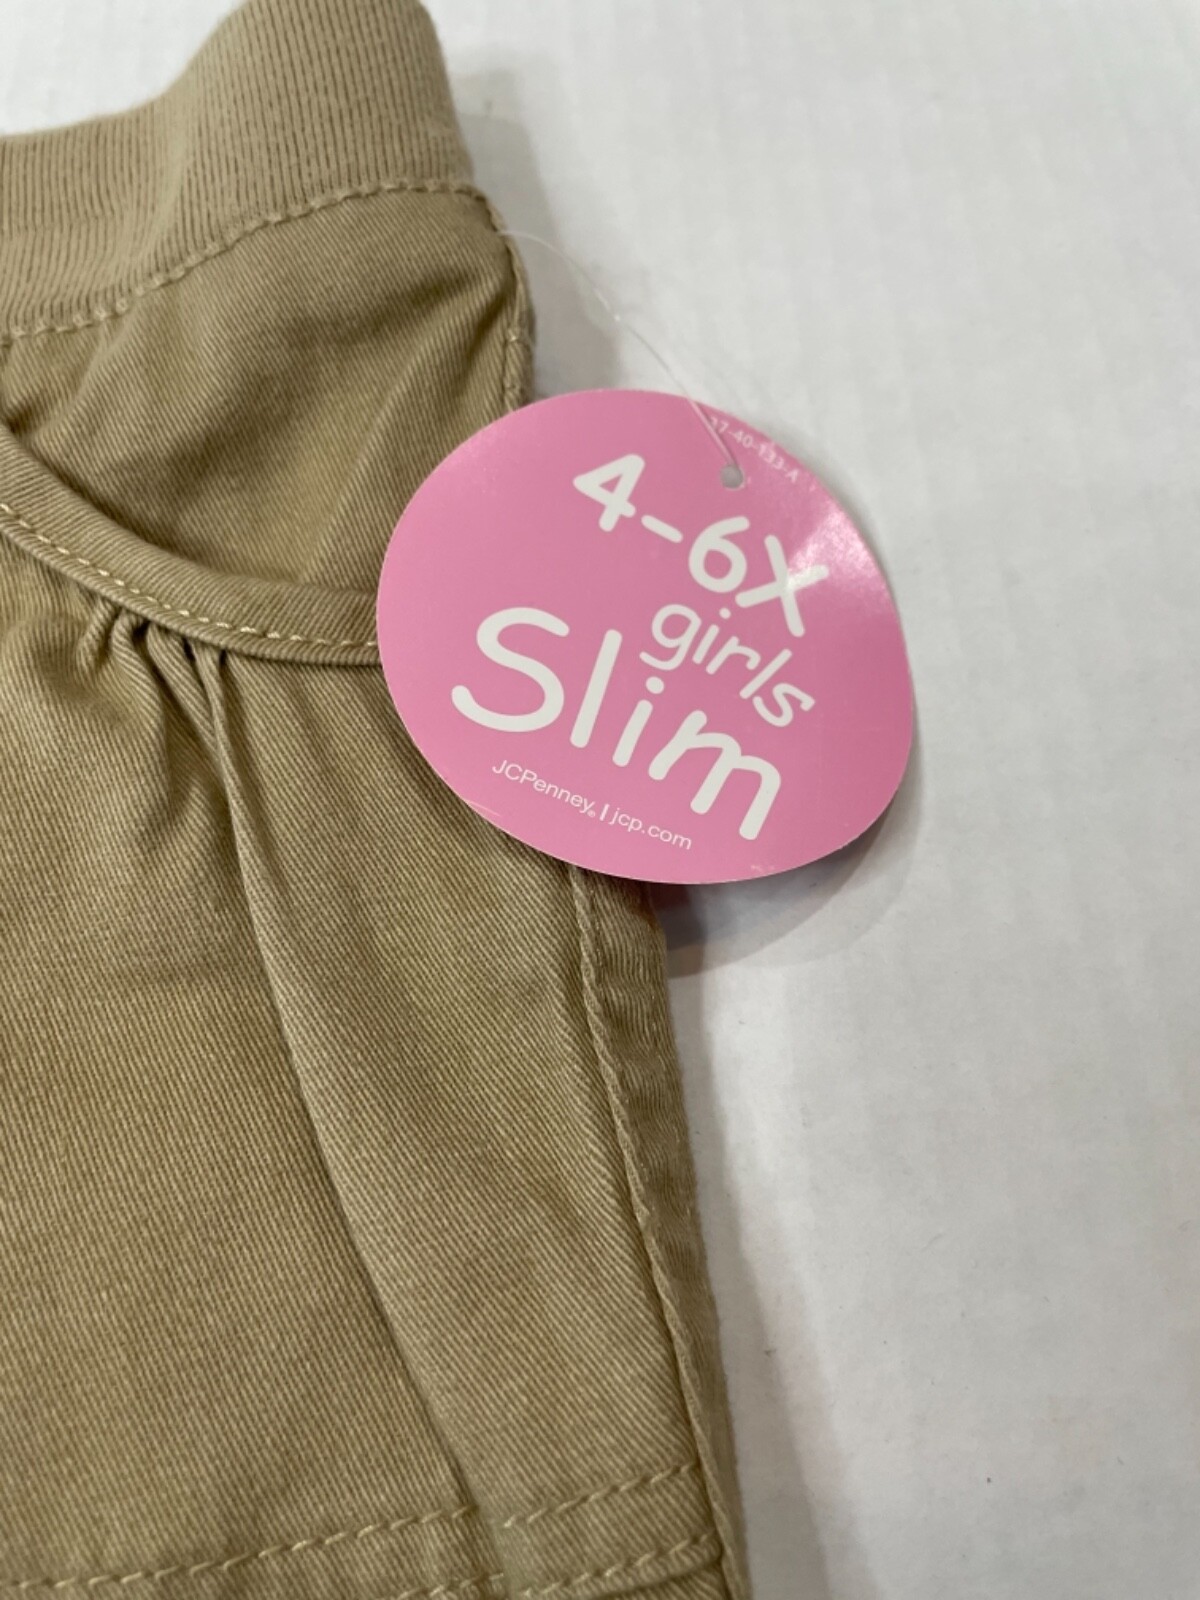 4-6X
girls
Slim
JCPenney® | jcp.com